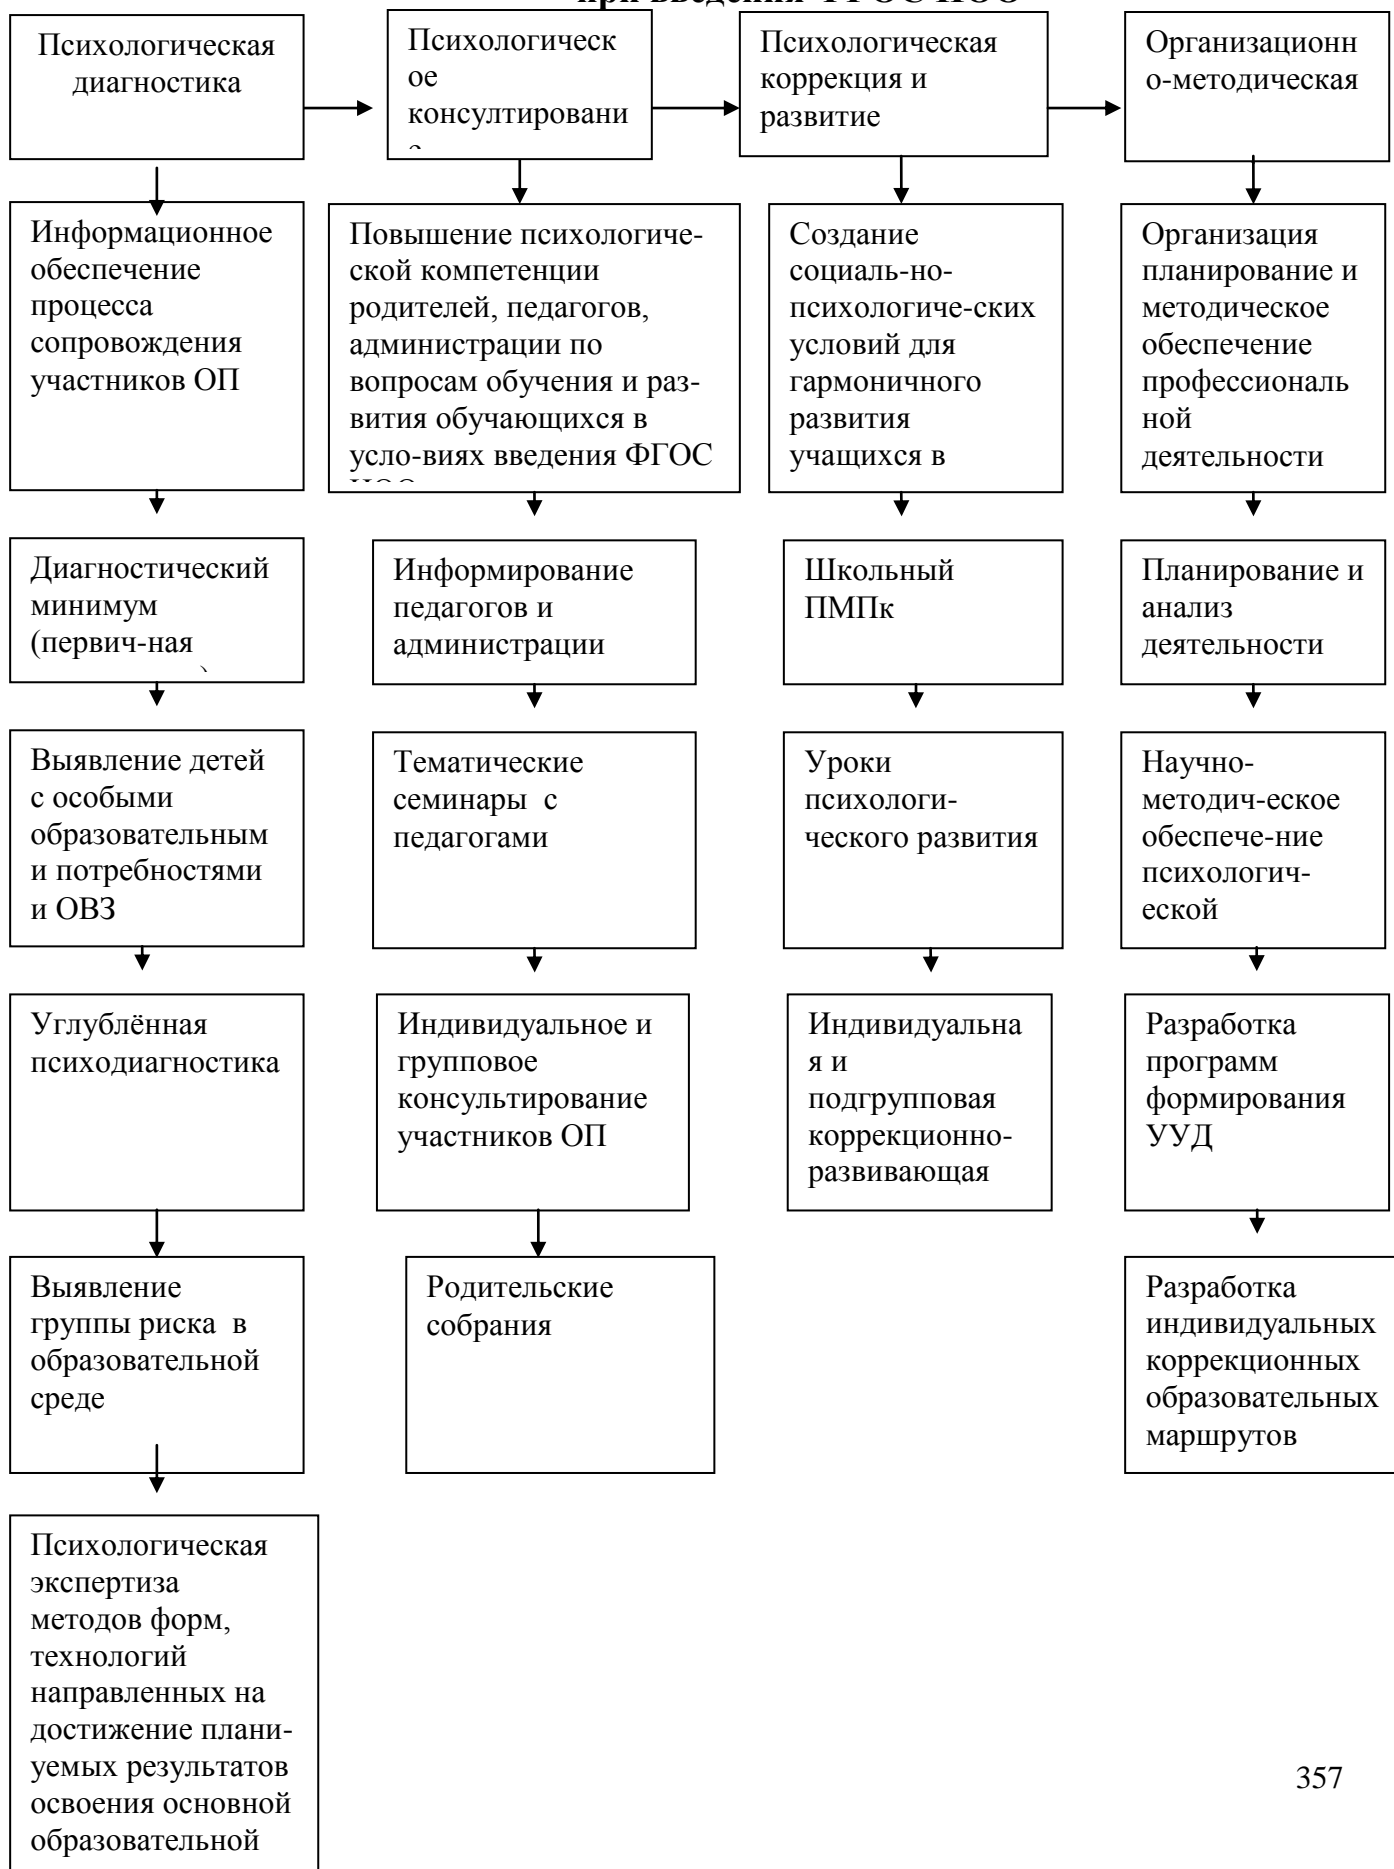 при введения ФГОС НОО
Психологическая
диагностика
Психологическ
ое
консултировани
Психологическая
коррекция и
развитие
Организационн
о-методическая
Информационное
обеспечение
процесса
сопровождения
участников ОП
Повышение психологиче-
ской компетенции
родителей, педагогов,
администрации по
вопросам обучения и раз-
вития обучающихся в
усло-виях введения ФГОС
НОО
Создание
социаль-но-
психологиче-ских
условий для
гармоничного
развития
учащихся в
Организация
планирование и
методическое
обеспечение
профессиональ
ной
деятельности
Диагностический
минимум
(первич-ная
Информирование
педагогов и
администрации
Школьный
ПМПк
Планирование и
анализ
деятельности
Выявление детей
с особыми
образовательным
и потребностями
и ОВЗ
Тематические
семинары с
педагогами
Уроки
психологи-
ческого развития
Научно-
методич-еское
обеспече-ние
психологич-
еской
Углублённая
психодиагностика
Индивидуальное и
групповое
консультирование
участников ОП
Индивидуальна
я и
подгрупповая
коррекционно-
развивающая
Разработка
программ
формирования
УУД
Выявление
группы риска в
образовательной
среде
Родительские
собрания
Разработка
индивидуальных
коррекционных
образовательных
маршрутов
Психологическая
экспертиза
методов форм,
технологий
направленных на
достижение плани-
уемых результатов
освоения основной
образовательной
357